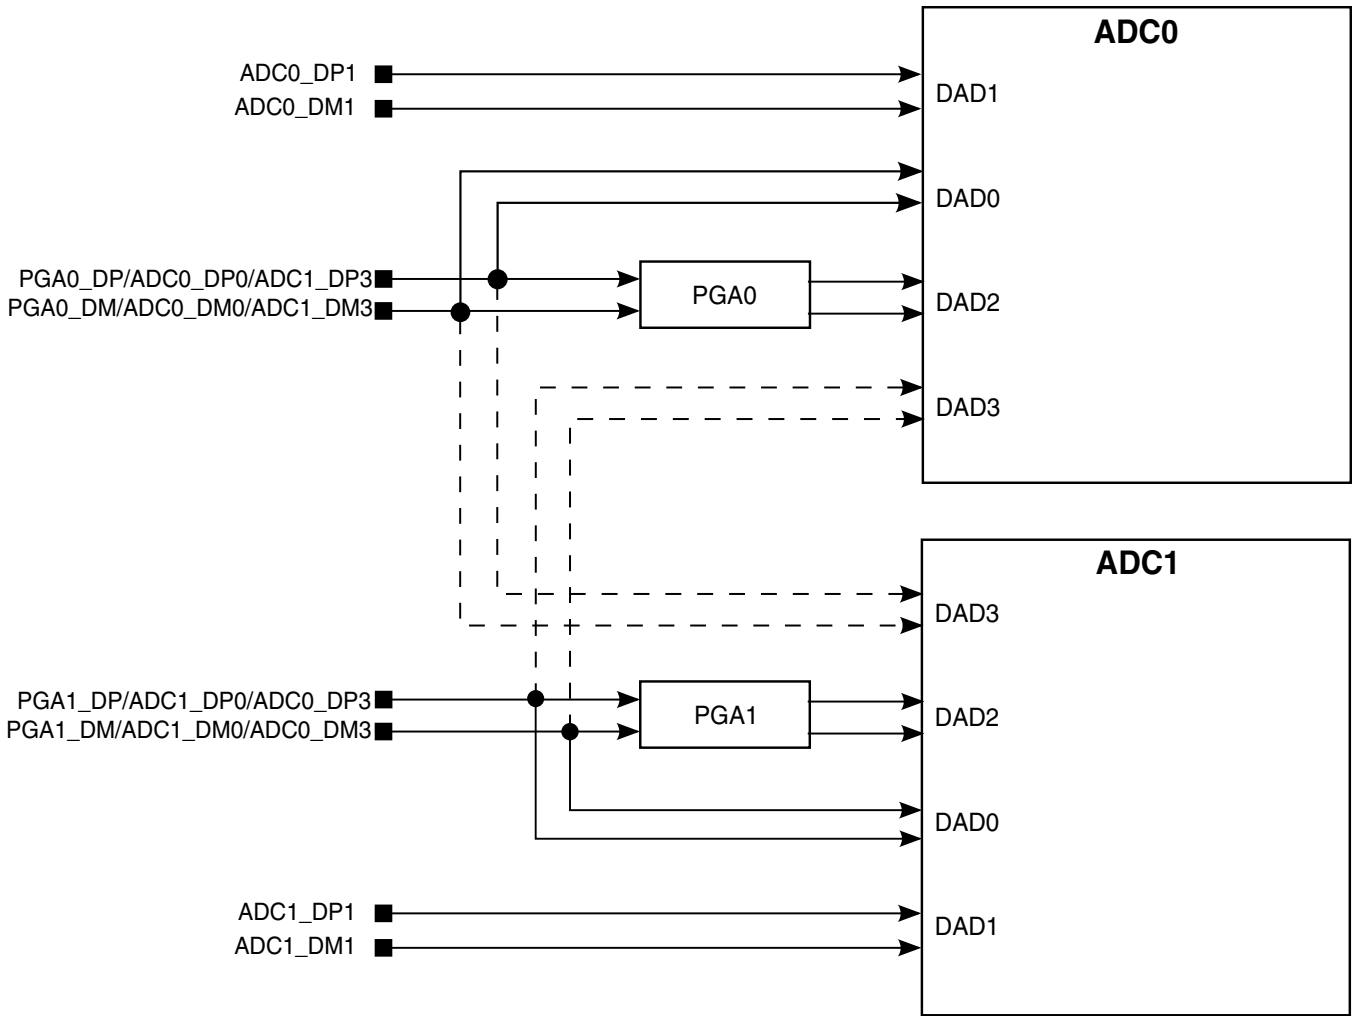 ADC0
ADC0_DP1
ADC0_DM1
DAD1
DAD0
PGA0_DP/ADC0_DP0/ADC1_DP3
PGA0_DM/ADC0_DM0/ADC1_DM3
PGA0
DAD2
DAD3
ADC1
DAD3
PGA1_DP/ADC1_DP0/ADC0_DP3
PGA1_DM/ADC1_DM0/ADC0_DM3
PGA1
DAD2
DAD0
ADC1_DP1
ADC1_DM1
DAD1